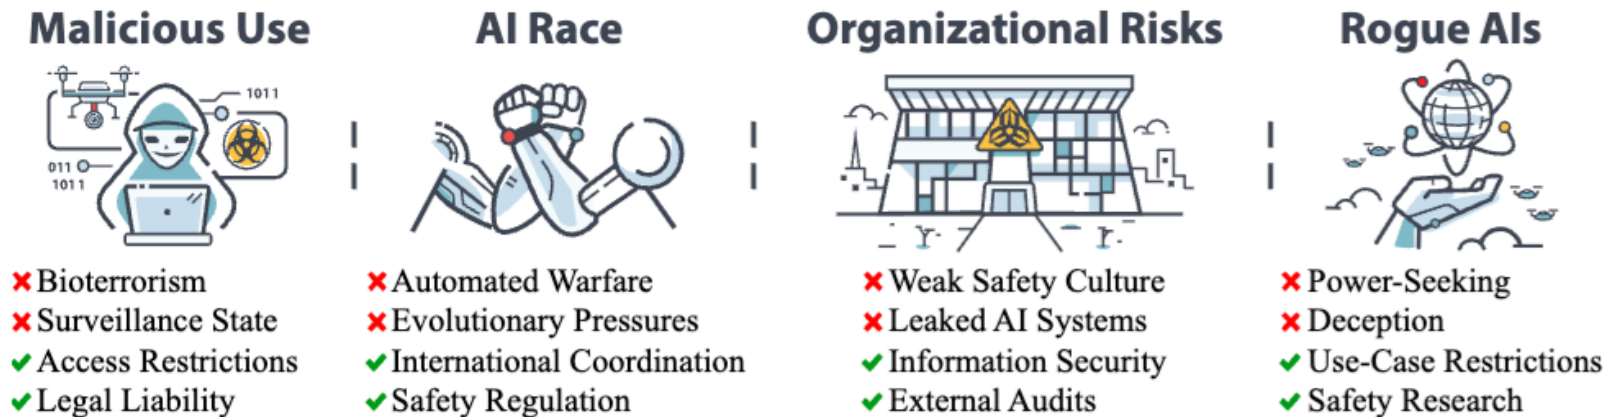 Malicious Use
1011
011
1011
Bioterrorism
Surveillance State
Access Restrictions
Legal Liability
AI Race
Automated Warfare
Evolutionary Pressures
International Coordination
Safety Regulation
Organizational Risks
Weak Safety Culture
Leaked AI Systems
Information Security
External Audits
Rogue AIs
Power-Seeking
Deception
Use-Case Restrictions
Safety Research